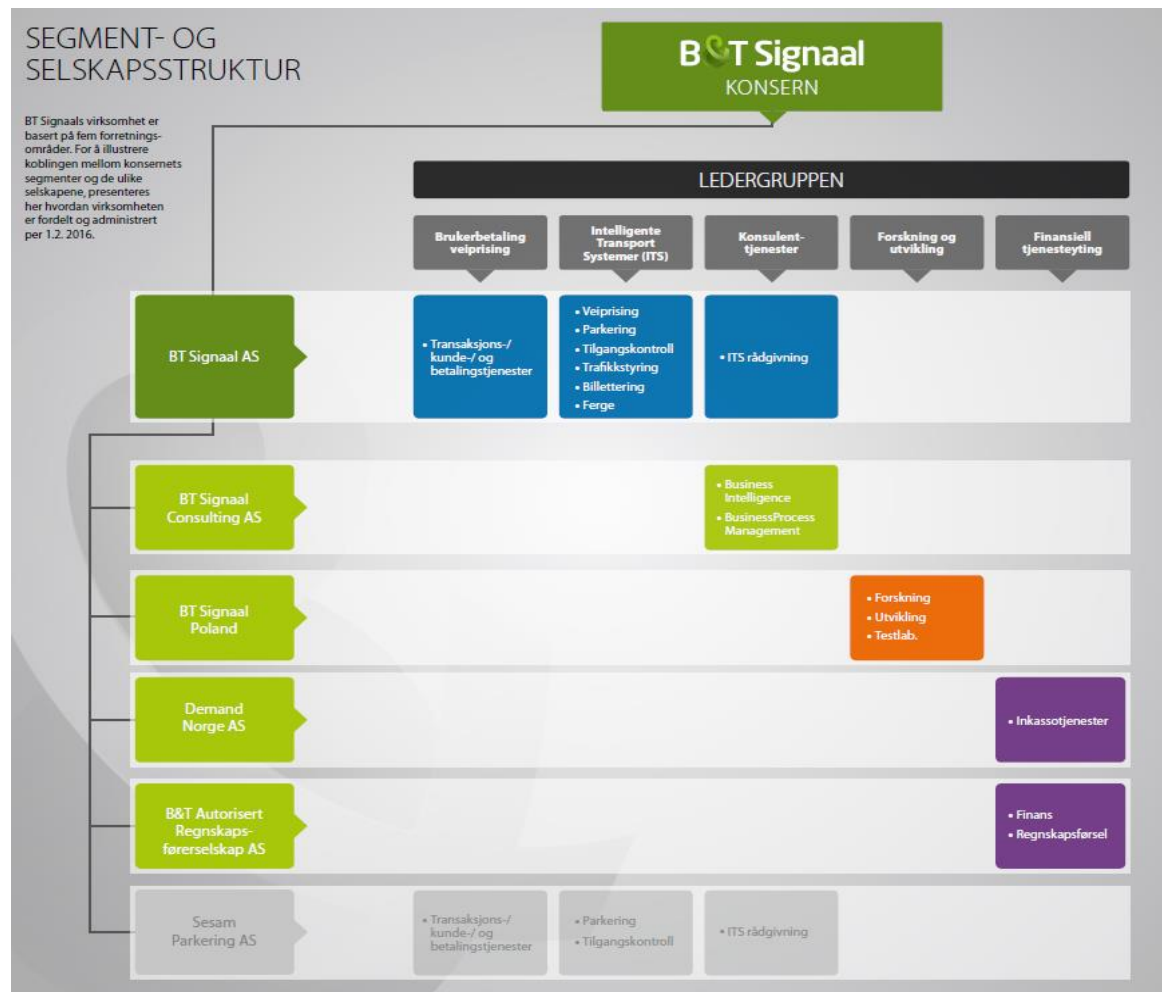 SEGMENT- OG
SELSKAPSSTRUKTUR
B&T Signaal
KONSERN
BT Signaals virksomhet er
basert på fem forretnings-
områder. For å illustrere
koblingen mellom konsernets
segmenter og de ulike
selskapene, presenteres
her hvordan virksomheten
er fordelt og administrert
per 1.2. 2016.
LEDERGRUPPEN
Brukerbetaling
veiprising
Intelligente
Transport
Systemer (ITS)
Konsulent-
tjenester
Forskning og
utvikling
Finansiell
tjenesteyting
BT Signaal AS
• Transaksjons-/
kunde-/ og
betalingstjenester
• Veiprising
• Parkering
• Tilgangskontroll
• Trafikkstyring
• Billettering
• Ferge
• ITS rådgivning
BT Signaal
Consulting AS
• Business
Intelligence
• BusinessProcess
Management
BT Signaal
Poland
• Forskning
• Utvikling
• Testlab.
Demand
Norge AS
• Inkassotjenester
B&T Autorisert
Regnskaps-
førerselskap AS
• Finans
• Regnskapsførsel
Sesam
Parkering AS
• Transaksjons-/
kunde-/ og
betalingstjenester
• Parkering
• Tilgangskontroll
• ITS rådgivning